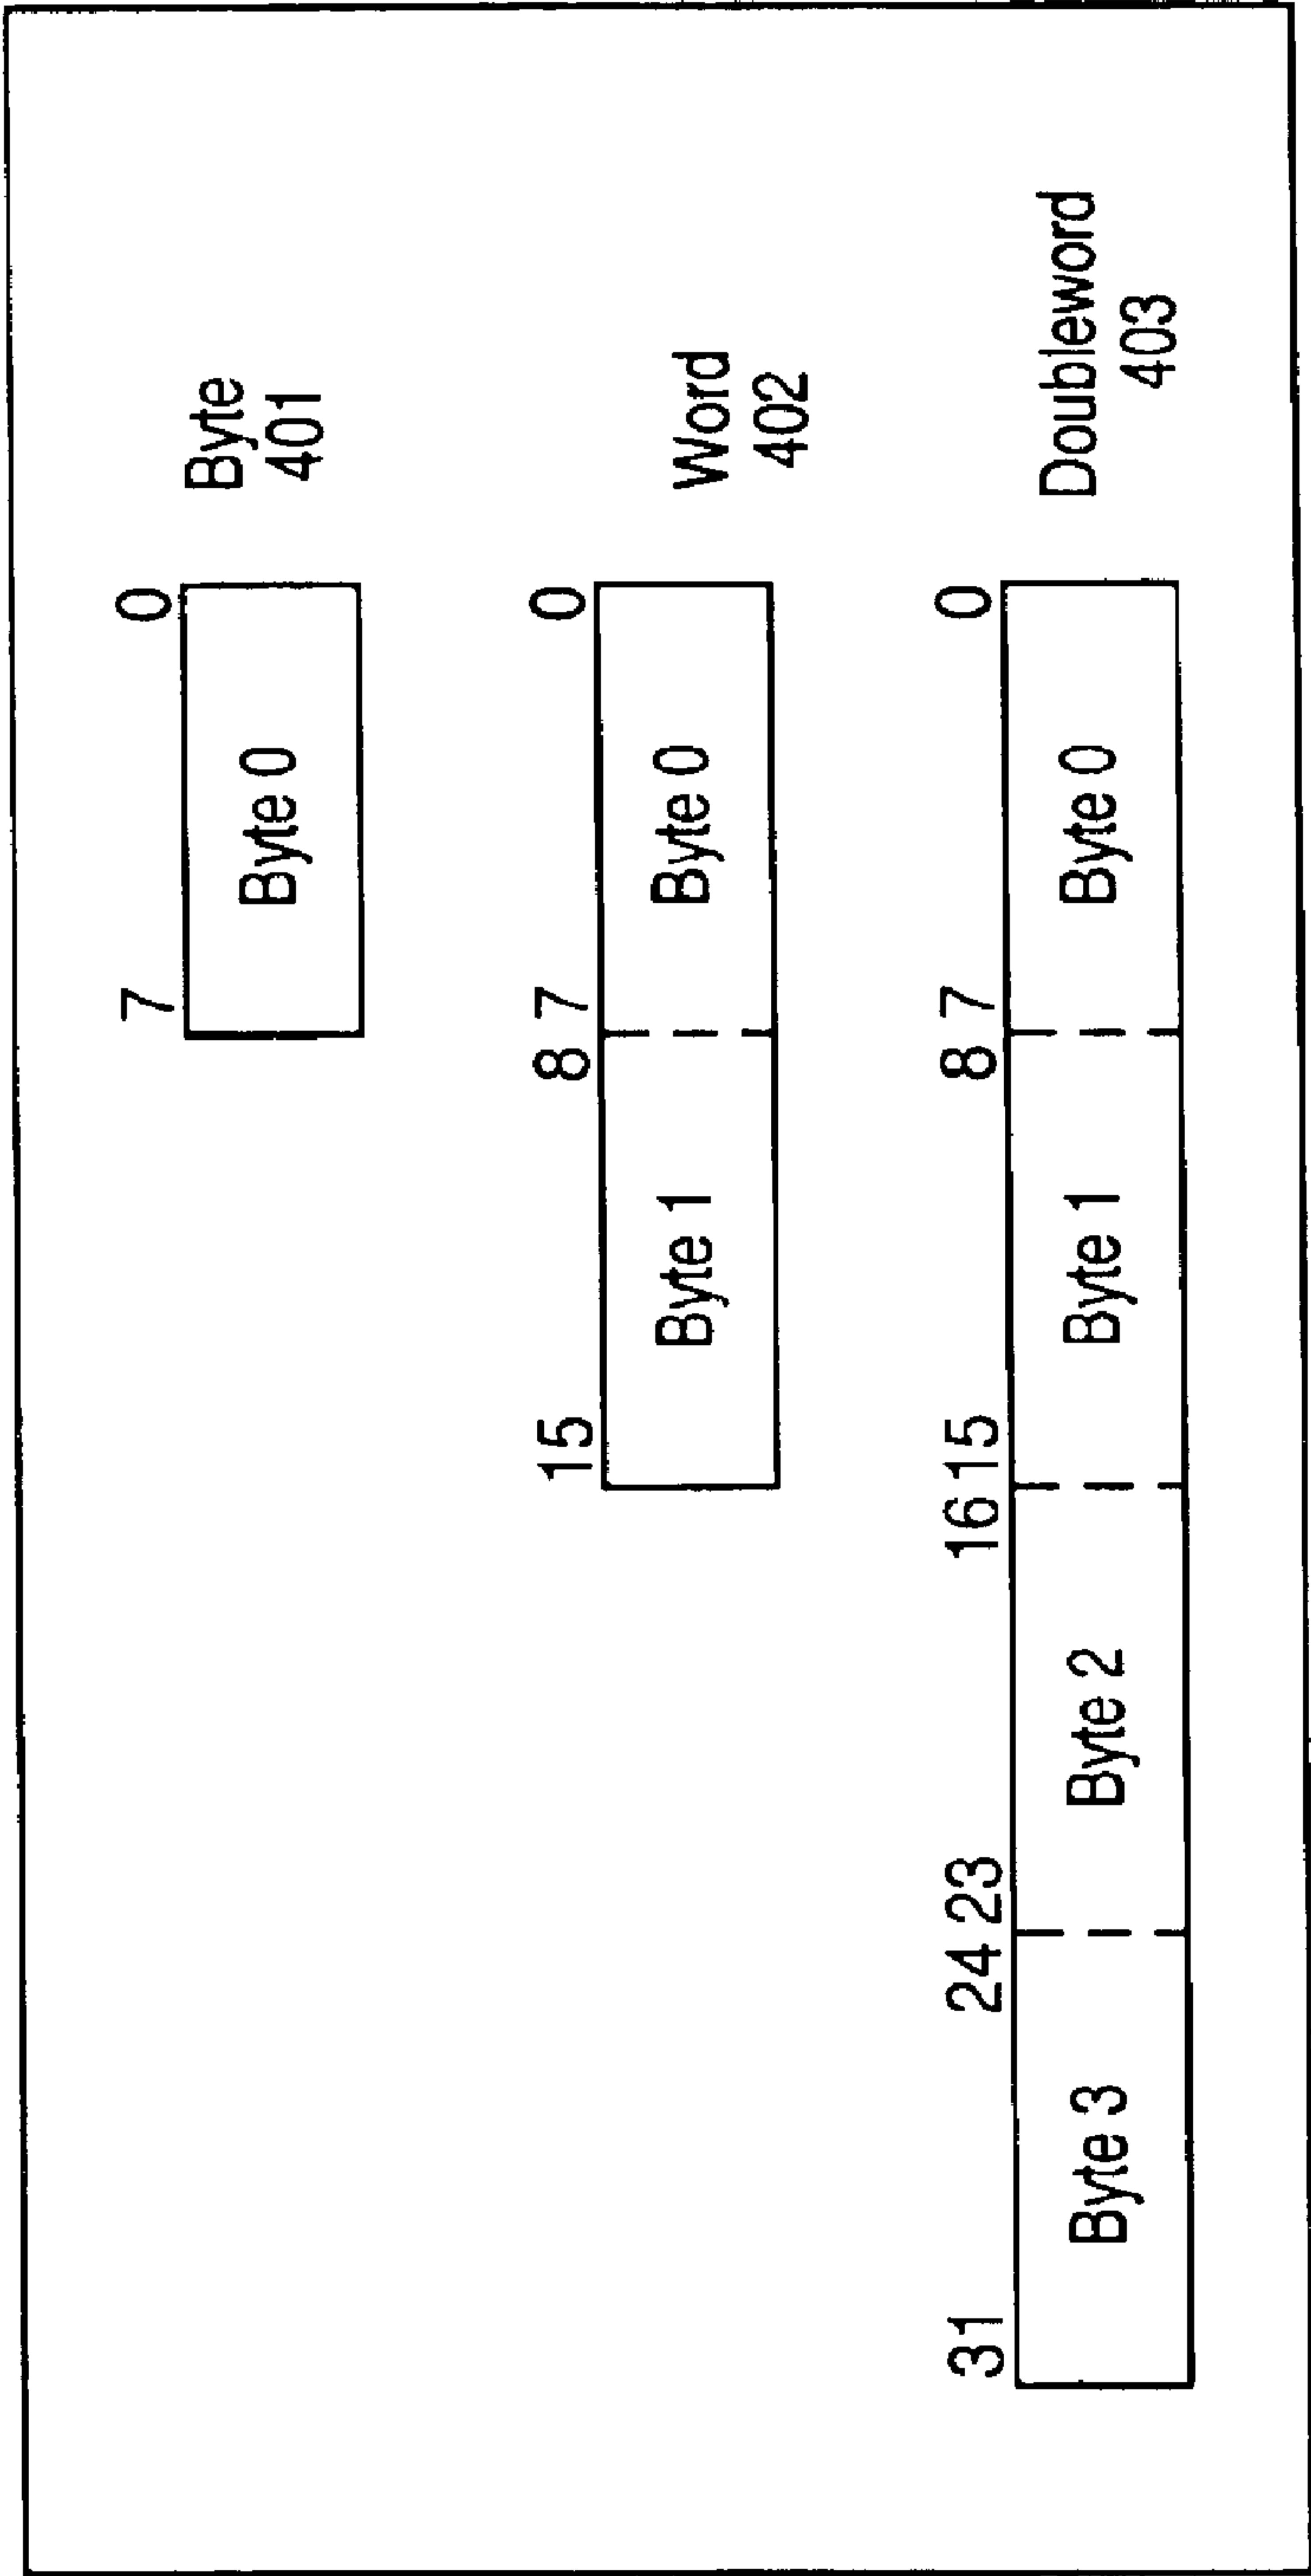 7 0
Byte 0
Byte
401
15 8 7 0
Byte 1 Byte 0
Word
402
31 24 23 16 15 8 7 0
Byte 3 Byte 2 Byte 1 Byte 0
Doubleword
403